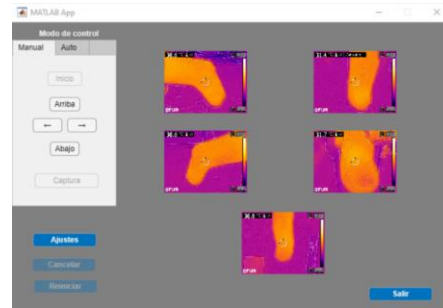 MATLAB App
Modo de control
Manual Auto
Inicio
Arriba
← →
Abajo
Captura
Ajustes
Cancelar
Reiniciar
Salir